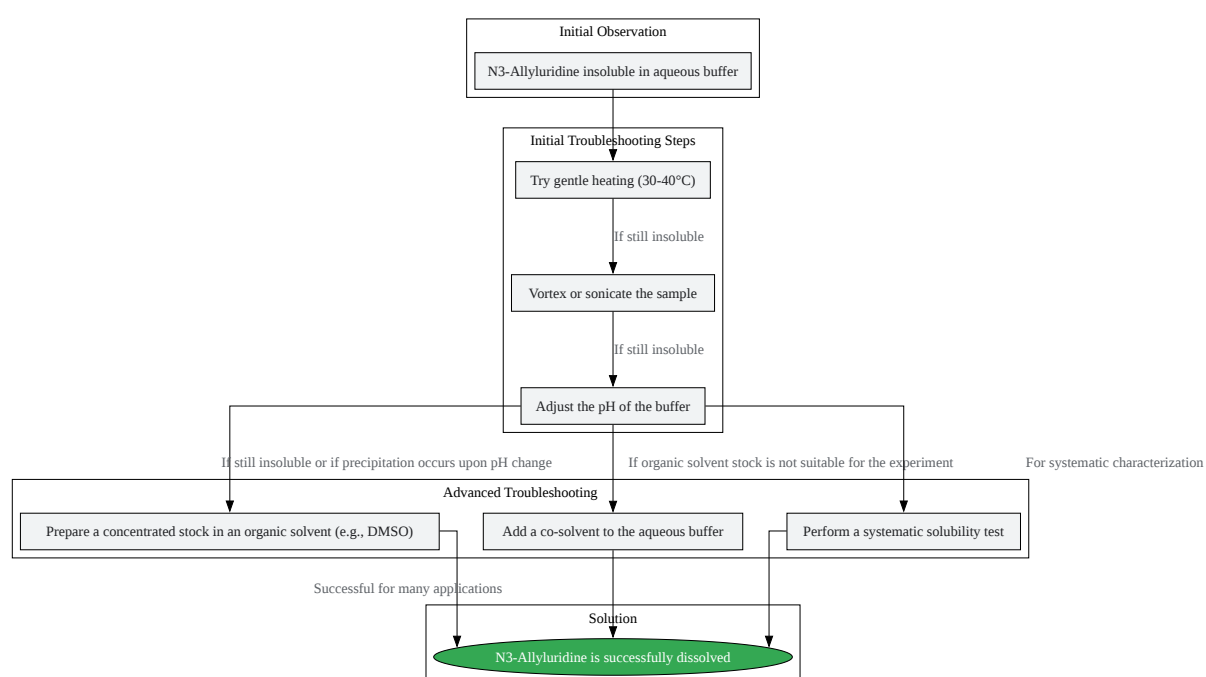 Initial Observation
N3-Allyluridine insoluble in aqueous buffer
Initial Troubleshooting Steps
Try gentle heating (30-40°C)
If still insoluble
Vortex or sonicate the sample
If still insoluble
Adjust the pH of the buffer
If still insoluble or if precipitation occurs upon pH change
If organic solvent stock is not suitable for the experiment
For systematic characterization
Advanced Troubleshooting
Prepare a concentrated stock in an organic solvent (e.g., DMSO)
Add a co-solvent to the aqueous buffer
Perform a systematic solubility test
Successful for many applications
Solution
N3-Allyluridine is successfully dissolved